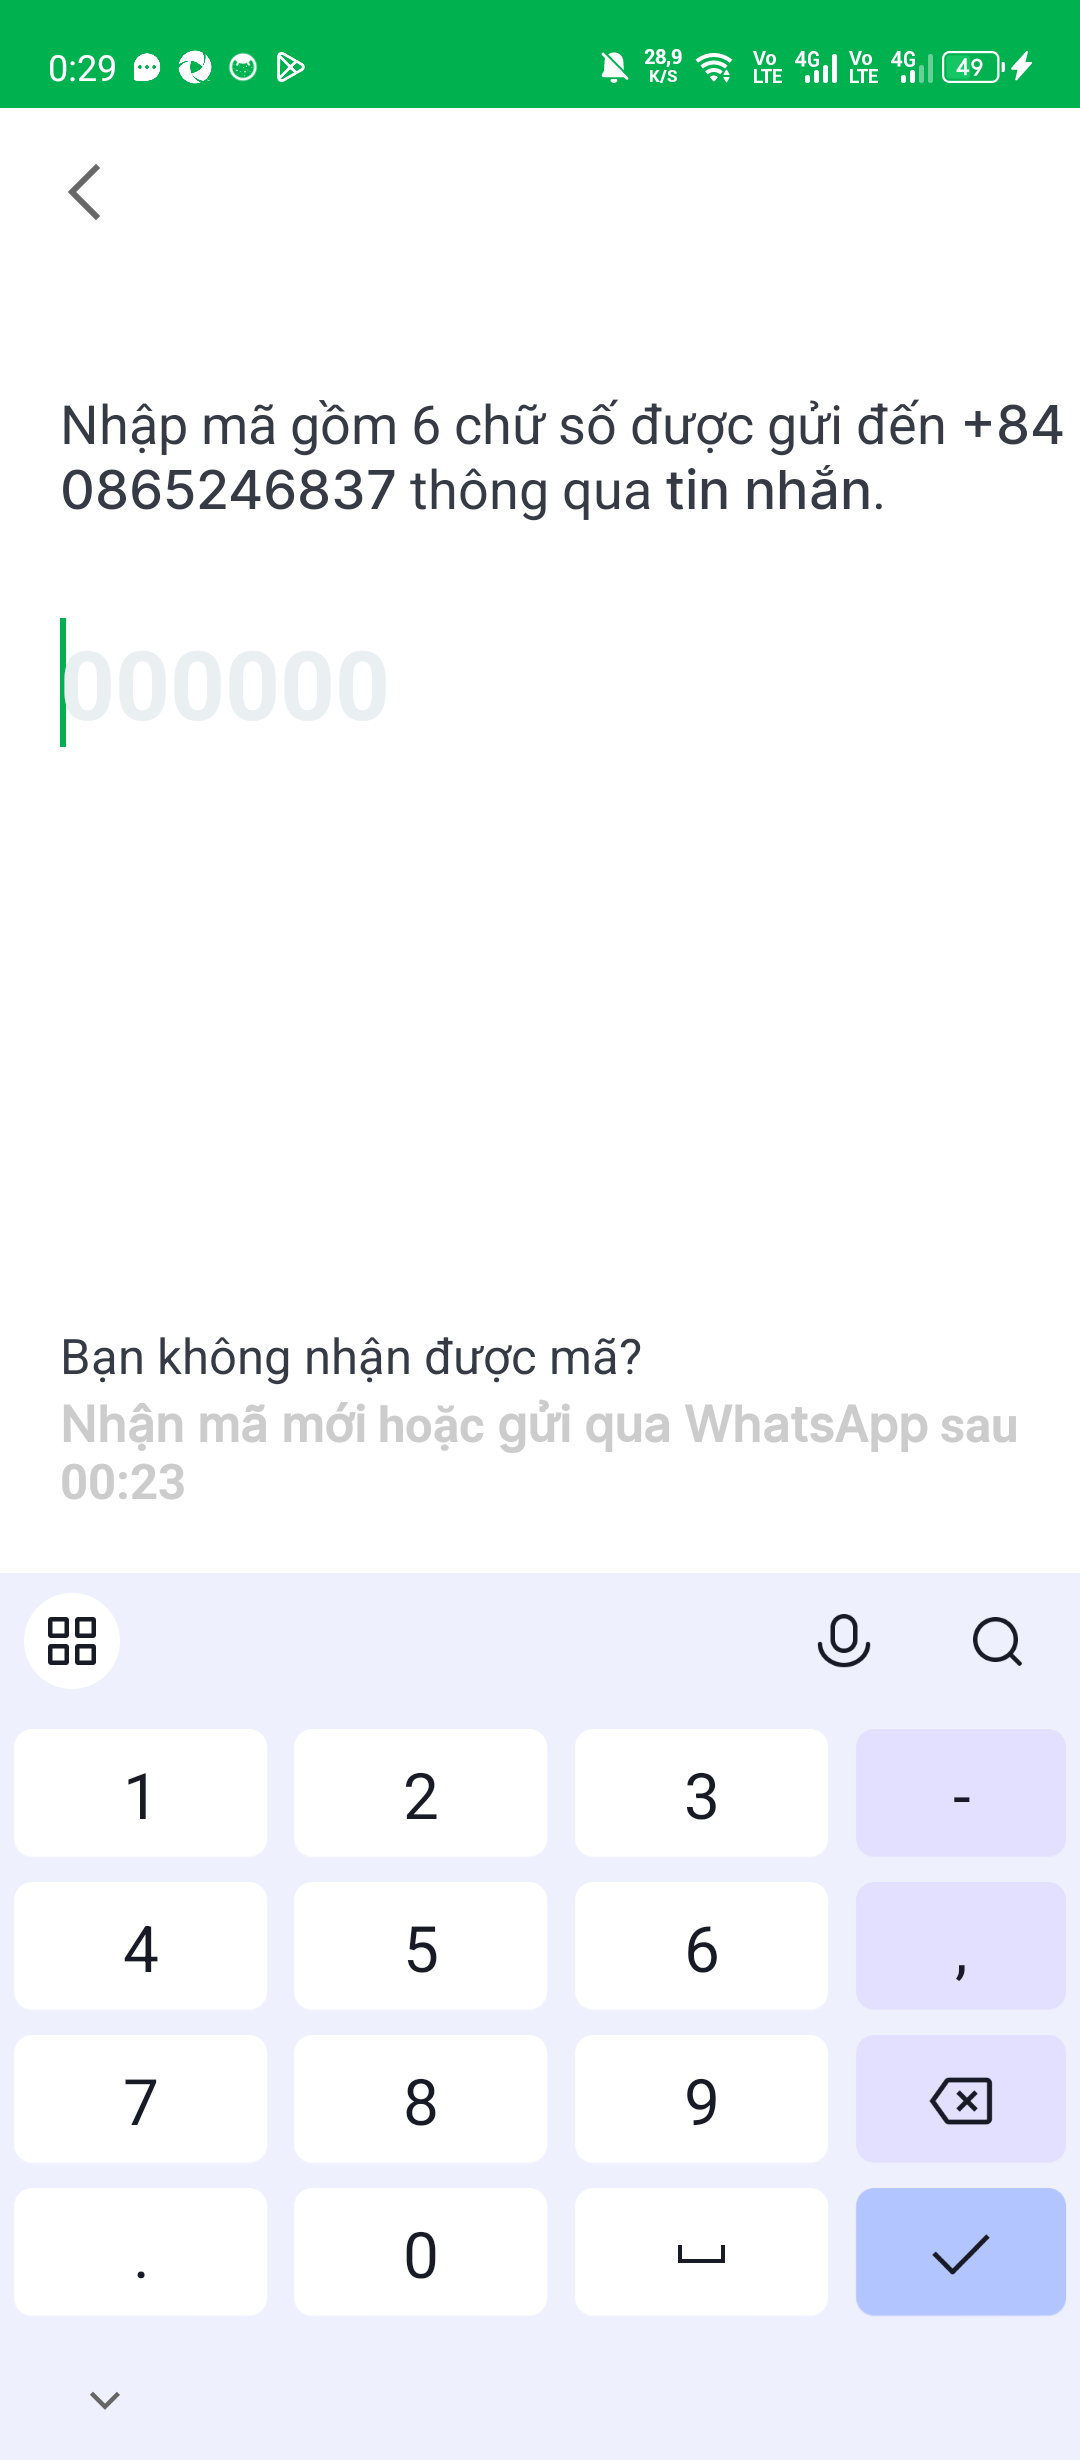 0:29 28,9 K/S Vo LTE 4G Vo LTE 4G 49
Nhập mã gồm 6 chữ số được gửi đến +84
0865246837 thông qua tin nhắn.
000000
Bạn không nhận được mã?
Nhận mã mới hoặc gửi qua WhatsApp sau
00:23
1 2 3 -
4 5 6 ,
7 8 9
. 0